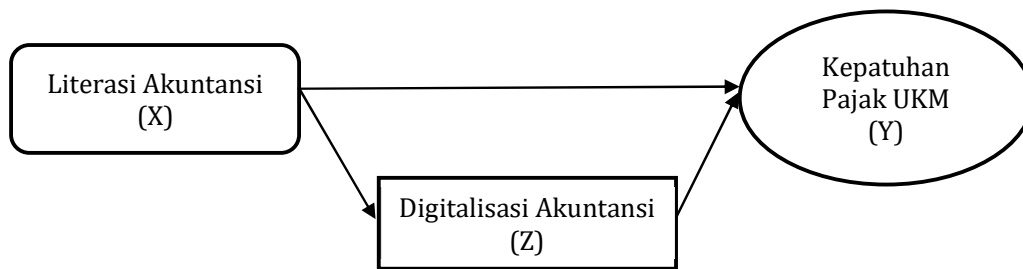 Literasi Akuntansi
(X)
Kepatuhan
Pajak UKM
(Y)
Digitalisasi Akuntansi
(Z)